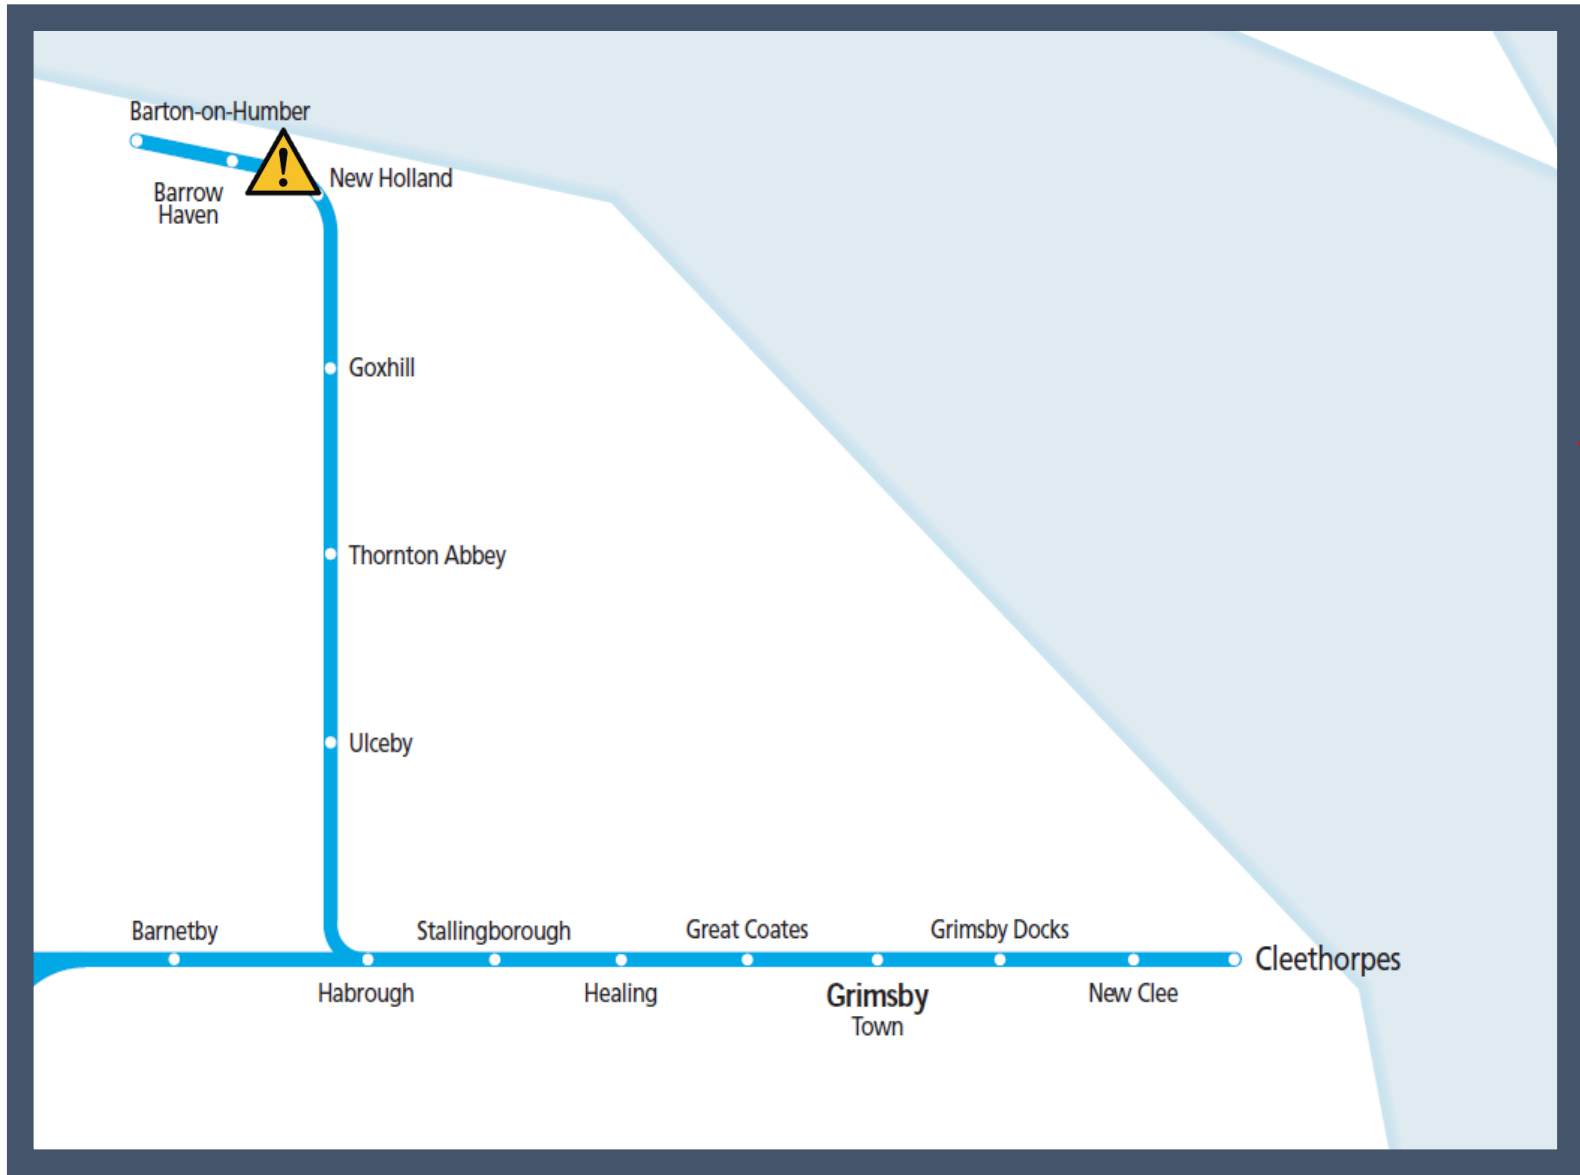 Barton-on-Humber
New Holland
Barrow
Haven
Goxhill
Thornton Abbey
Ulceby
Barnetby
Stallingborough
Great Coates
Grimsby Docks
Cleethorpes
Habrough
Healing
Grimsby
Town
New Clee